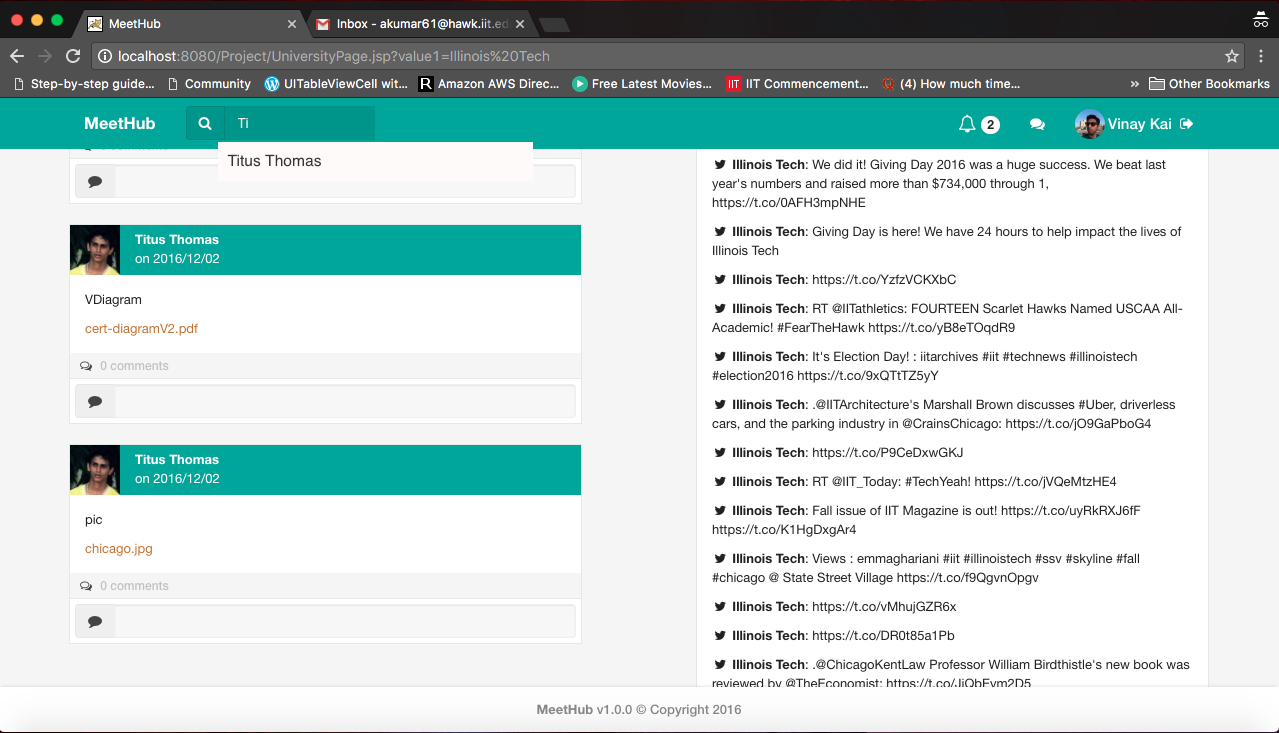 MeetHub
Inbox - akumar61@hawk.iit.ed
localhost:8080/Project/UniversityPage.jsp?value1=Illinois%20Tech
Step-by-step guide...
Community
UITableViewCell wit...
R Amazon AWS Direc...
Free Latest Movies...
IIT IIT Commencement...
(4) How much time...
»
Other Bookmarks
MeetHub
Ti
2
Vinay Kai
Titus Thomas
Titus Thomas
on 2016/12/02
VDiagram
cert-diagramV2.pdf
0 comments
Titus Thomas
on 2016/12/02
pic
chicago.jpg
0 comments
Illinois Tech: We did it! Giving Day 2016 was a huge success. We beat last
year's numbers and raised more than $734,000 through 1,
https://t.co/0AFH3mpNHE
Illinois Tech: Giving Day is here! We have 24 hours to help impact the lives of
Illinois Tech
Illinois Tech: https://t.co/YzfzVCKXbC
Illinois Tech: RT @IITathletics: FOURTEEN Scarlet Hawks Named USCAA All-
Academic! #FearTheHawk https://t.co/yB8eTOqdR9
Illinois Tech: It's Election Day! : iitarchives #iit #technews #illinoistech
#election2016 https://t.co/9xQTtTZ5yY
Illinois Tech: .@IITArchitecture's Marshall Brown discusses #Uber, driverless
cars, and the parking industry in @CrainsChicago: https://t.co/jO9GaPboG4
Illinois Tech: https://t.co/P9CeDxwGKJ
Illinois Tech: RT @IIT_Today: #TechYeah! https://t.co/jVQeMtzHE4
Illinois Tech: Fall issue of IIT Magazine is out! https://t.co/uyRkRXJ6fF
https://t.co/K1HgDxgAr4
Illinois Tech: Views : emmaghariani #iit #illinoistech #ssv #skyline #fall
#chicago @ State Street Village https://t.co/f9QgvnOpgv
Illinois Tech: https://t.co/vMhujGZR6x
Illinois Tech: https://t.co/DR0t85a1Pb
Illinois Tech: .@ChicagoKentLaw Professor William Birdthistle's new book was
reviewed by @TheEconomist:
MeetHub v1.0.0 © Copyright 2016